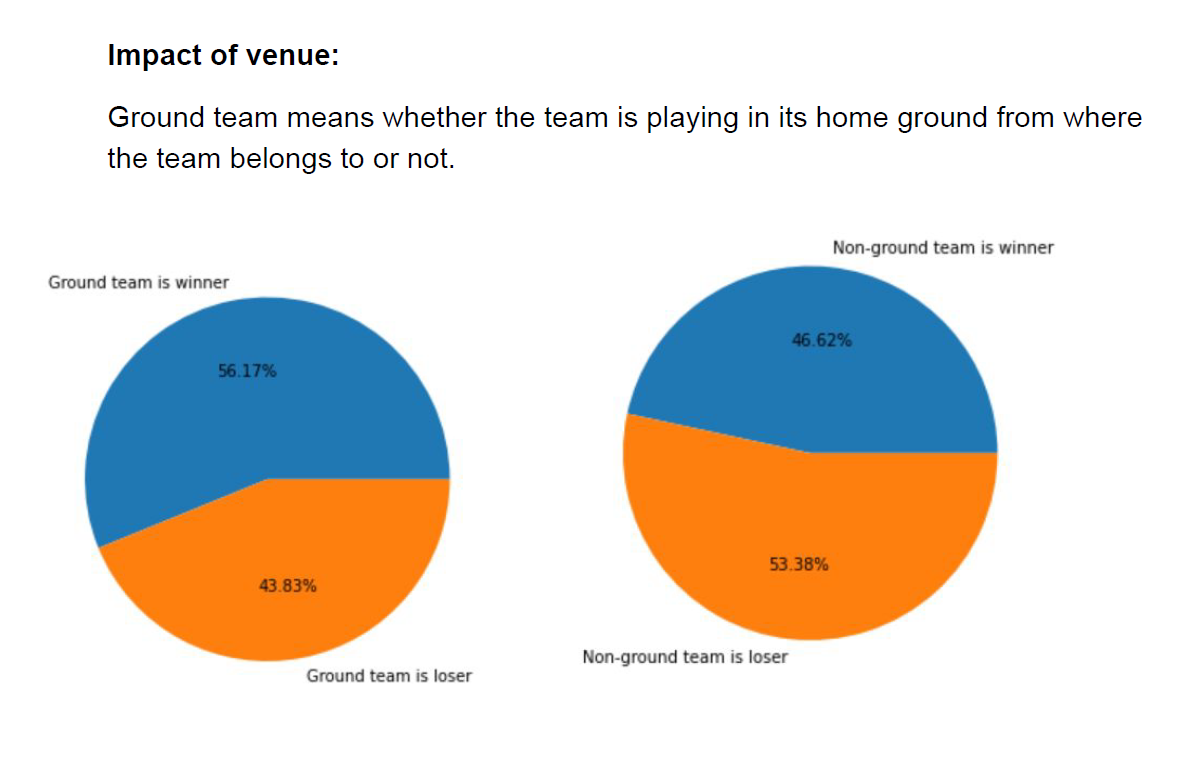 Impact of venue:
Ground team means whether the team is playing in its home ground from where
the team belongs to or not.
Ground team is winner
56.17%
43.83%
Ground team is loser
Non-ground team is winner
46.62%
53.38%
Non-ground team is loser